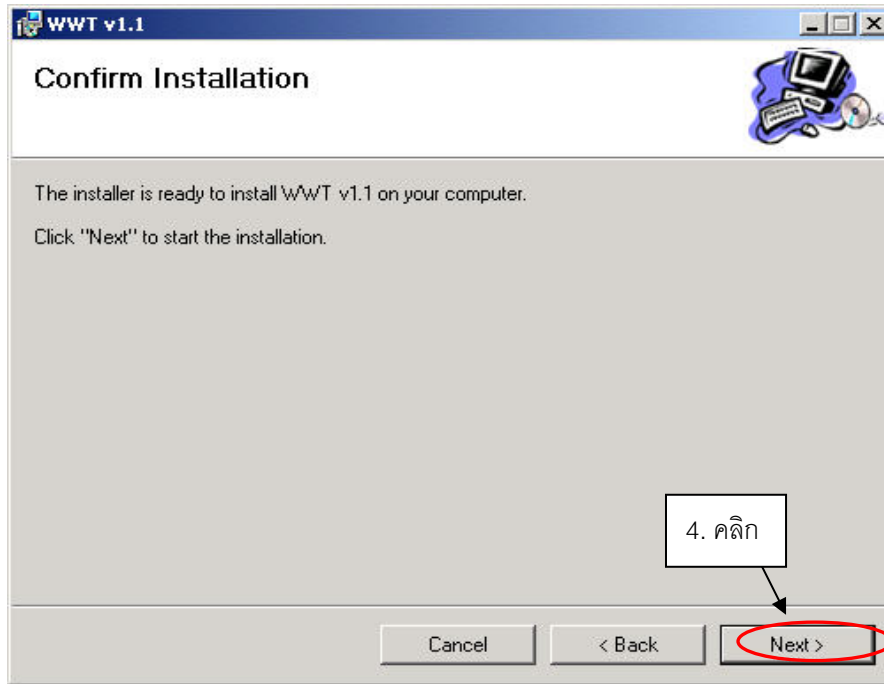 WWT v1.1
Confirm Installation
The installer is ready to install WWT v1.1 on your computer.
Click "Next" to start the installation.
4. คลิก
Cancel
< Back
Next >